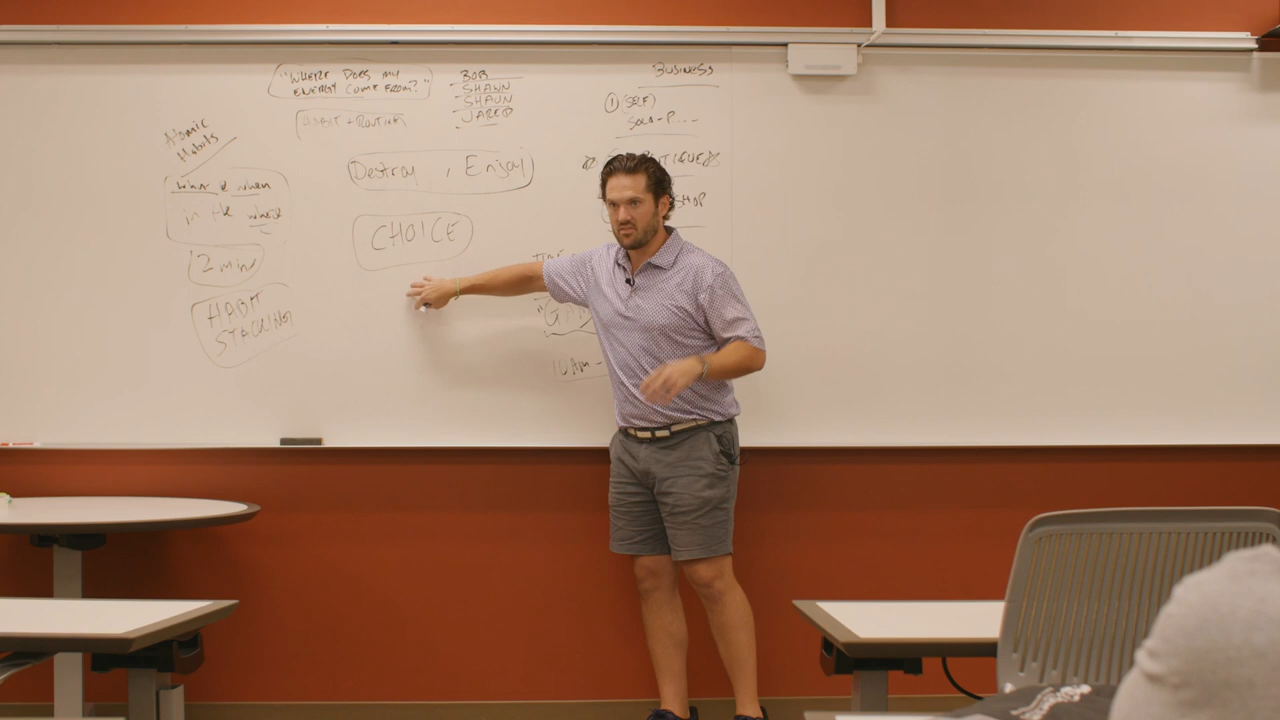 "WHERE DOES MY
ENERGY COME FROM?"
HABIT + ROUTINE
BOB
SHAWN
SHAUN
JARED
BUSINESS
① (SELF)
SOLO-P....
SHOP
Atomic
Habits
what & when
in the where
2 min
HABIT
STACKING
Destroy , Enjoy
CHOICE
10AM -